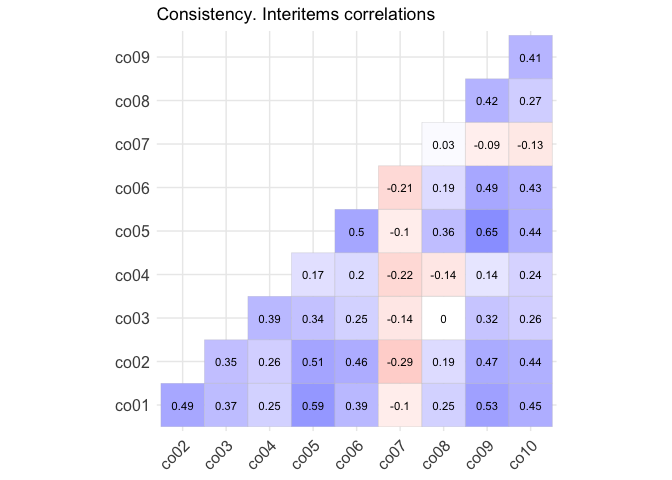 Consistency. Interitems correlations
co09 0.41
co08 0.42 0.27
co07 0.03 -0.09 -0.13
co06 -0.21 0.19 0.49 0.43
co05 0.5 -0.1 0.36 0.65 0.44
co04 0.17 0.2 -0.22 -0.14 0.14 0.24
co03 0.39 0.34 0.25 -0.14 0 0.32 0.26
co02 0.35 0.26 0.51 0.46 -0.29 0.19 0.47 0.44
co01 0.49 0.37 0.25 0.59 0.39 -0.1 0.25 0.53 0.45
co02 co03 co04 co05 co06 co07 co08 co09 co10